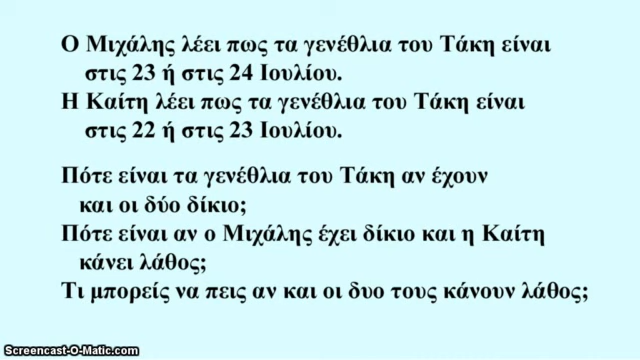 Ο Μιχάλης λέει πως τα γενέθλια του Τάκη είναι
στις 23 ή στις 24 Ιουλίου.
Η Καίτη λέει πως τα γενέθλια του Τάκη είναι
στις 22 ή στις 23 Ιουλίου.
Πότε είναι τα γενέθλια του Τάκη αν έχουν
και οι δύο δίκιο;
Πότε είναι αν ο Μιχάλης έχει δίκιο και η Καίτη
κάνει λάθος;
Τι μπορείς να πεις αν και οι δυο τους κάνουν λάθος;
Screencast-O-Matic.com